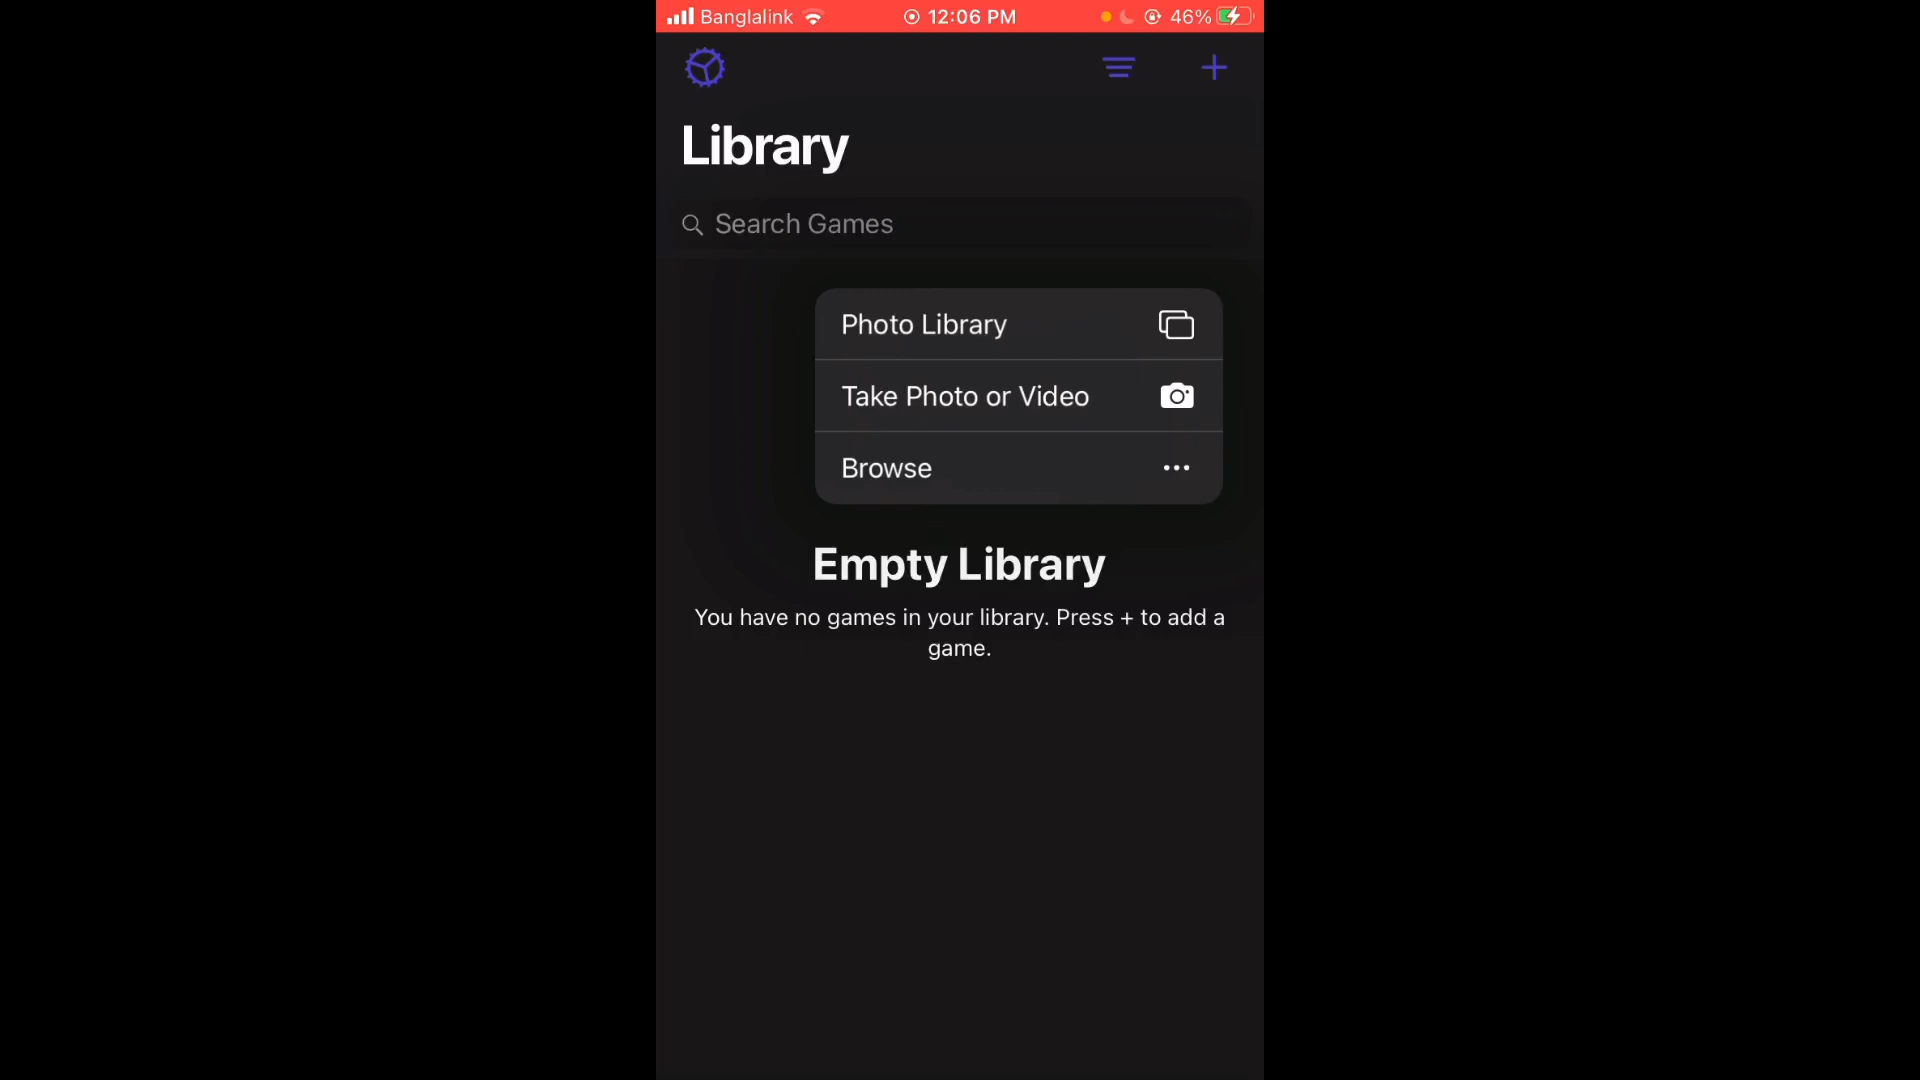 Banglalink 12:06 PM 46%
Library
Search Games
Photo Library
Take Photo or Video
Browse
Empty Library
You have no games in your library. Press + to add a
game.